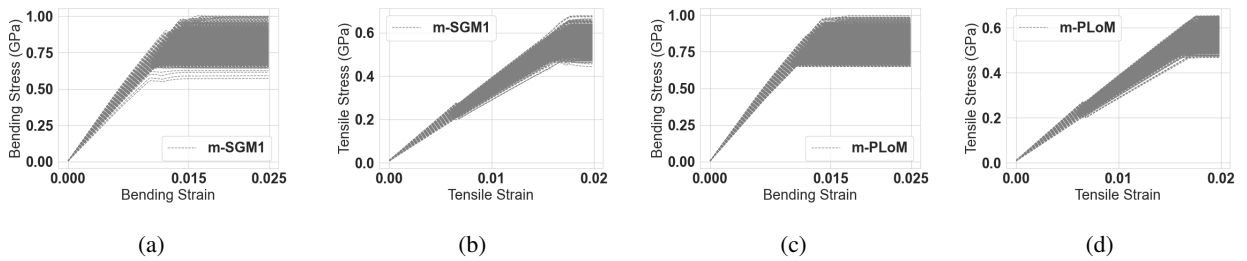 Bending Stress (GPa)
1.00
0.75
0.50
0.25
0.00
m-SGM1
0.000
0.015
0.025
Bending Strain
(a)
Tensile Stress (GPa)
0.6
0.4
0.2
0.0
m-SGM1
0.00
0.01
0.02
Tensile Strain
(b)
Bending Stress (GPa)
1.00
0.75
0.50
0.25
0.00
m-PLoM
0.000
0.015
0.025
Bending Strain
(c)
Tensile Stress (GPa)
0.6
0.4
0.2
0.0
m-PLoM
0.00
0.01
0.02
Tensile Strain
(d)